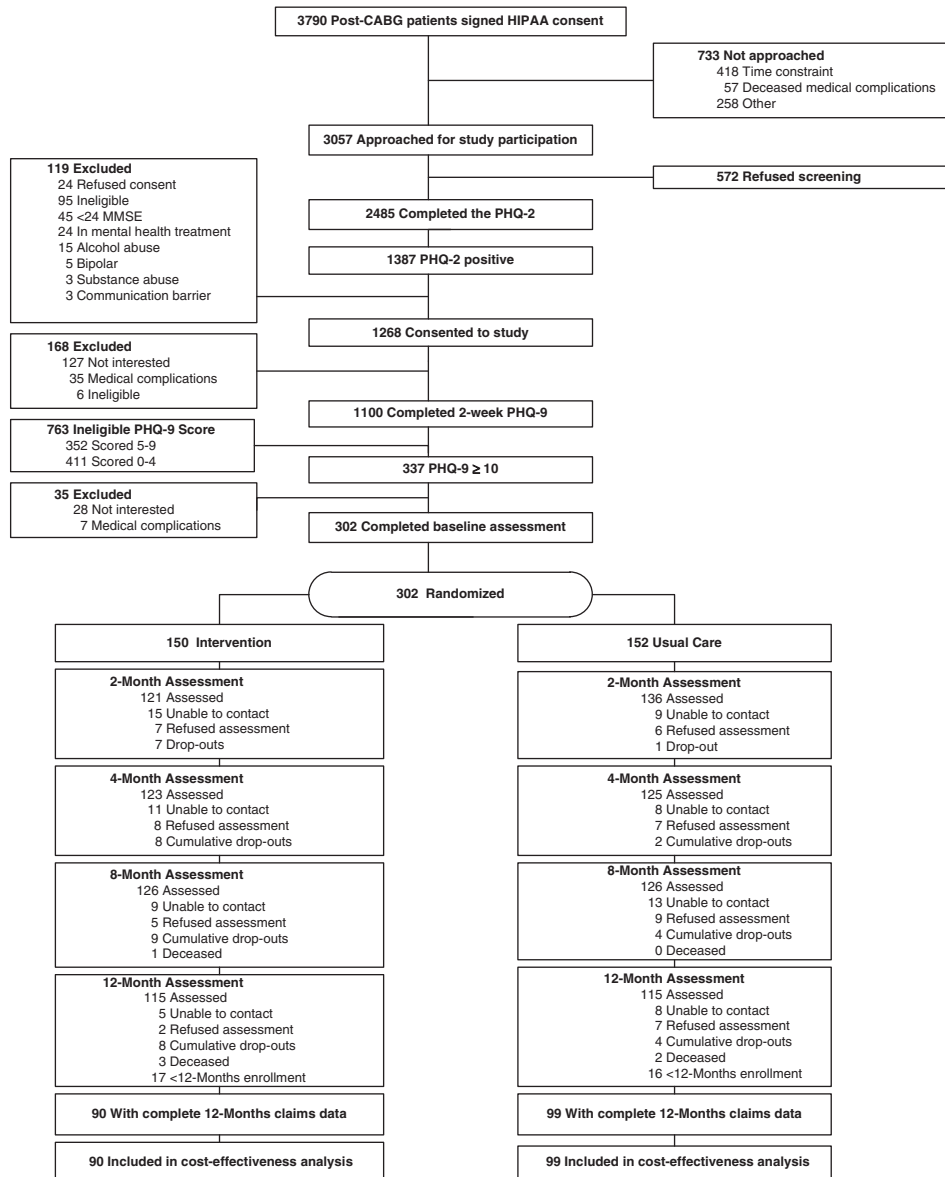 3790 Post-CABG patients signed HIPAA consent
733 Not approached
418 Time constraint
57 Deceased medical complications
258 Other
3057 Approached for study participation
119 Excluded
24 Refused consent
95 Ineligible
45 <24 MMSE
24 In mental health treatment
15 Alcohol abuse
5 Bipolar
3 Substance abuse
3 Communication barrier
572 Refused screening
2485 Completed the PHQ-2
1387 PHQ-2 positive
1268 Consented to study
168 Excluded
127 Not interested
35 Medical complications
6 Ineligible
1100 Completed 2-week PHQ-9
763 Ineligible PHQ-9 Score
352 Scored 5-9
411 Scored 0-4
337 PHQ-9 ≥ 10
35 Excluded
28 Not interested
7 Medical complications
302 Completed baseline assessment
302 Randomized
150 Intervention
2-Month Assessment
121 Assessed
15 Unable to contact
7 Refused assessment
7 Drop-outs
4-Month Assessment
123 Assessed
11 Unable to contact
8 Refused assessment
8 Cumulative drop-outs
8-Month Assessment
126 Assessed
9 Unable to contact
5 Refused assessment
9 Cumulative drop-outs
1 Deceased
12-Month Assessment
115 Assessed
5 Unable to contact
2 Refused assessment
8 Cumulative drop-outs
3 Deceased
17 <12-Months enrollment
90 With complete 12-Months claims data
90 Included in cost-effectiveness analysis
152 Usual Care
2-Month Assessment
136 Assessed
9 Unable to contact
6 Refused assessment
1 Drop-out
4-Month Assessment
125 Assessed
8 Unable to contact
7 Refused assessment
2 Cumulative drop-outs
8-Month Assessment
126 Assessed
13 Unable to contact
9 Refused assessment
4 Cumulative drop-outs
0 Deceased
12-Month Assessment
115 Assessed
8 Unable to contact
7 Refused assessment
4 Cumulative drop-outs
2 Deceased
16 <12-Months enrollment
99 With complete 12-Months claims data
99 Included in cost-effectiveness analysis